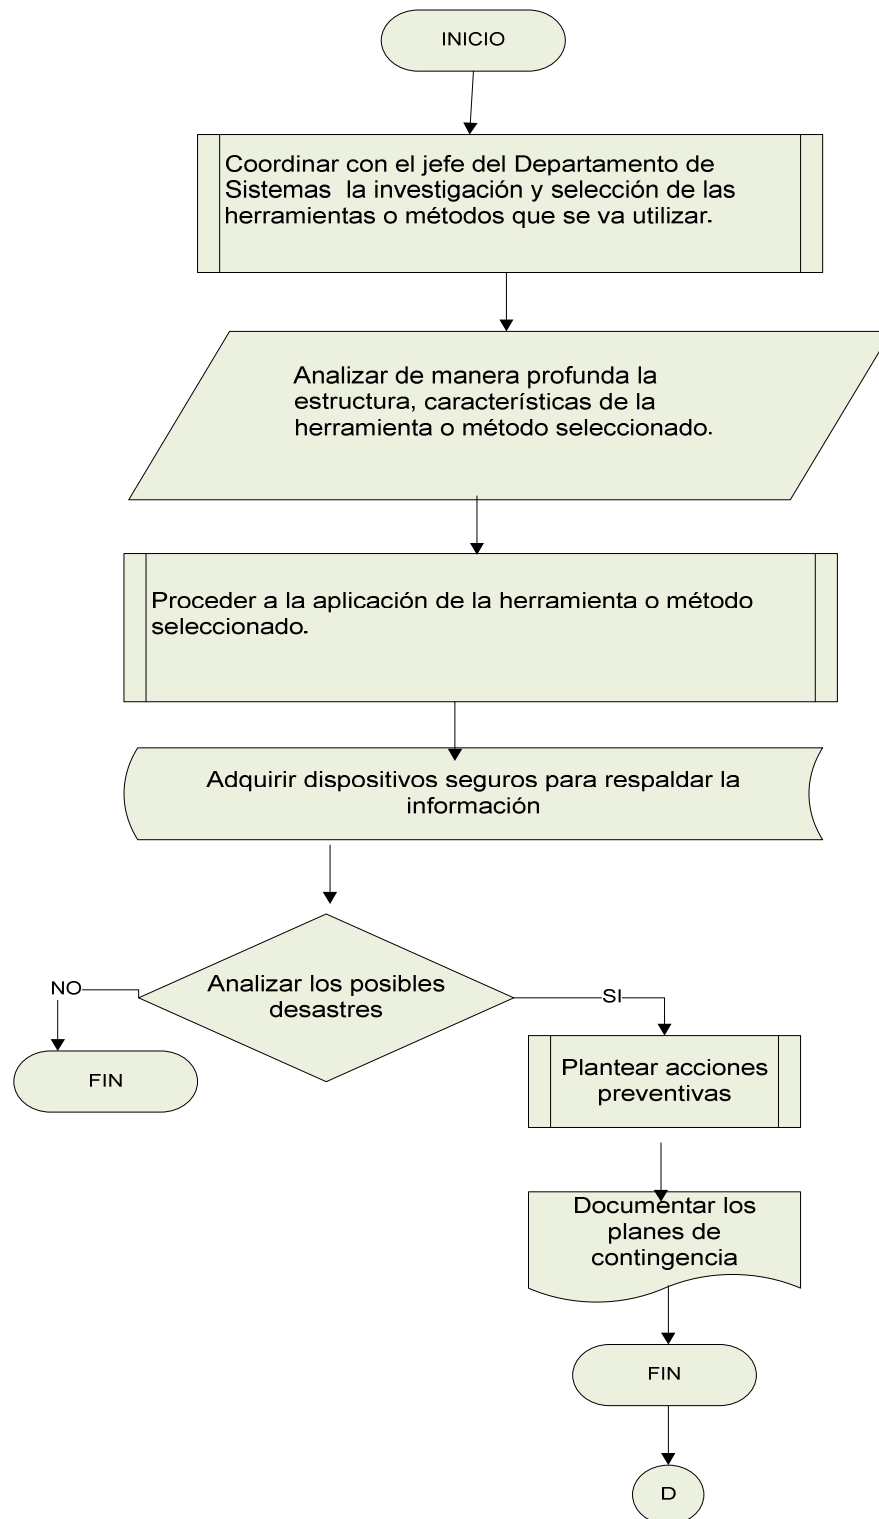 INICIO
Coordinar con el jefe del Departamento de
Sistemas la investigación y selección de las
herramientas o métodos que se va utilizar.
Analizar de manera profunda la
estructura, características de la
herramienta o método seleccionado.
Proceder a la aplicación de la herramienta o método
seleccionado.
Adquirir dispositivos seguros para respaldar la
información
Analizar los posibles
desastres
NO
SI
FIN
Plantear acciones
preventivas
Documentar los
planes de
contingencia
FIN
D